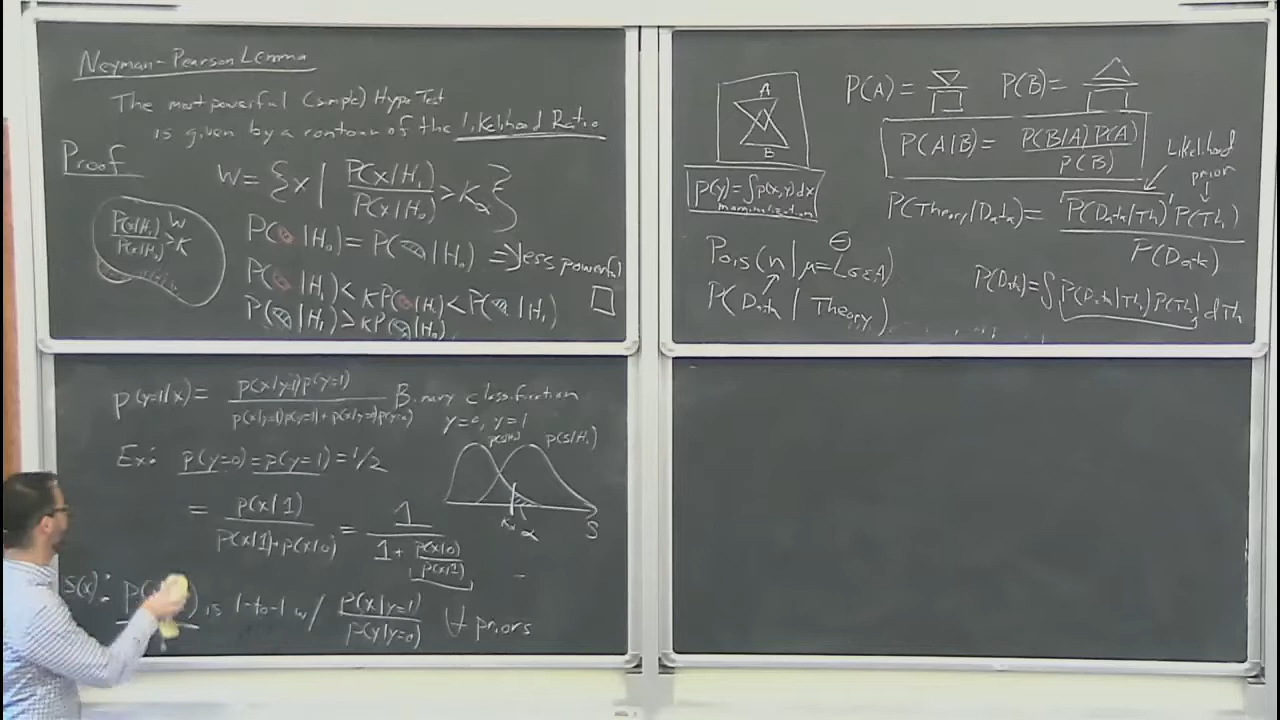 Neyman-Pearson Lemma
The most powerful (simple) Hypo Test
is given by a contour of the Likelihood Ratio
Proof
W = { x | P(x|H₁) / P(x|H₀) > Kα }
P(x|H₁) / P(x|H₀) > K W
P( |H₀) = P( |H₀) ⇒ less powerful
P( |H₁) < K P( |H₀) < P( |H₁) □
P( |H₁) > K P( |H₀)
p(y=1|x) = p(x|y=1)p(y=1) / p(x|y=1)p(y=1) + p(x|y=0)p(y=0) Binary classification
y=0, y=1
p(s|H₀) p(s|H₁)
Ex: p(y=0) = p(y=1) = 1/2
= p(x|1) / p(x|1)+p(x|0) = 1 / 1 + p(x|0) / p(x|1)
Kα α S
s(x): is 1-to-1 w/ p(x|y=1) / p(y|y=0) ∀ priors
A
B
P(A) = P(B) =
P(A|B) = P(B|A) P(A) / P(B)
Likelihood
prior
p(y) = ∫p(x,y)dx
marginalization
P(Theory|Data) = P(Data|Th) P(Th) / P(Data)
θ
Pois(n|μ=LσεA)
P(Data | Theory)
P(Data) = ∫ P(Data|Th) P(Th) dTh